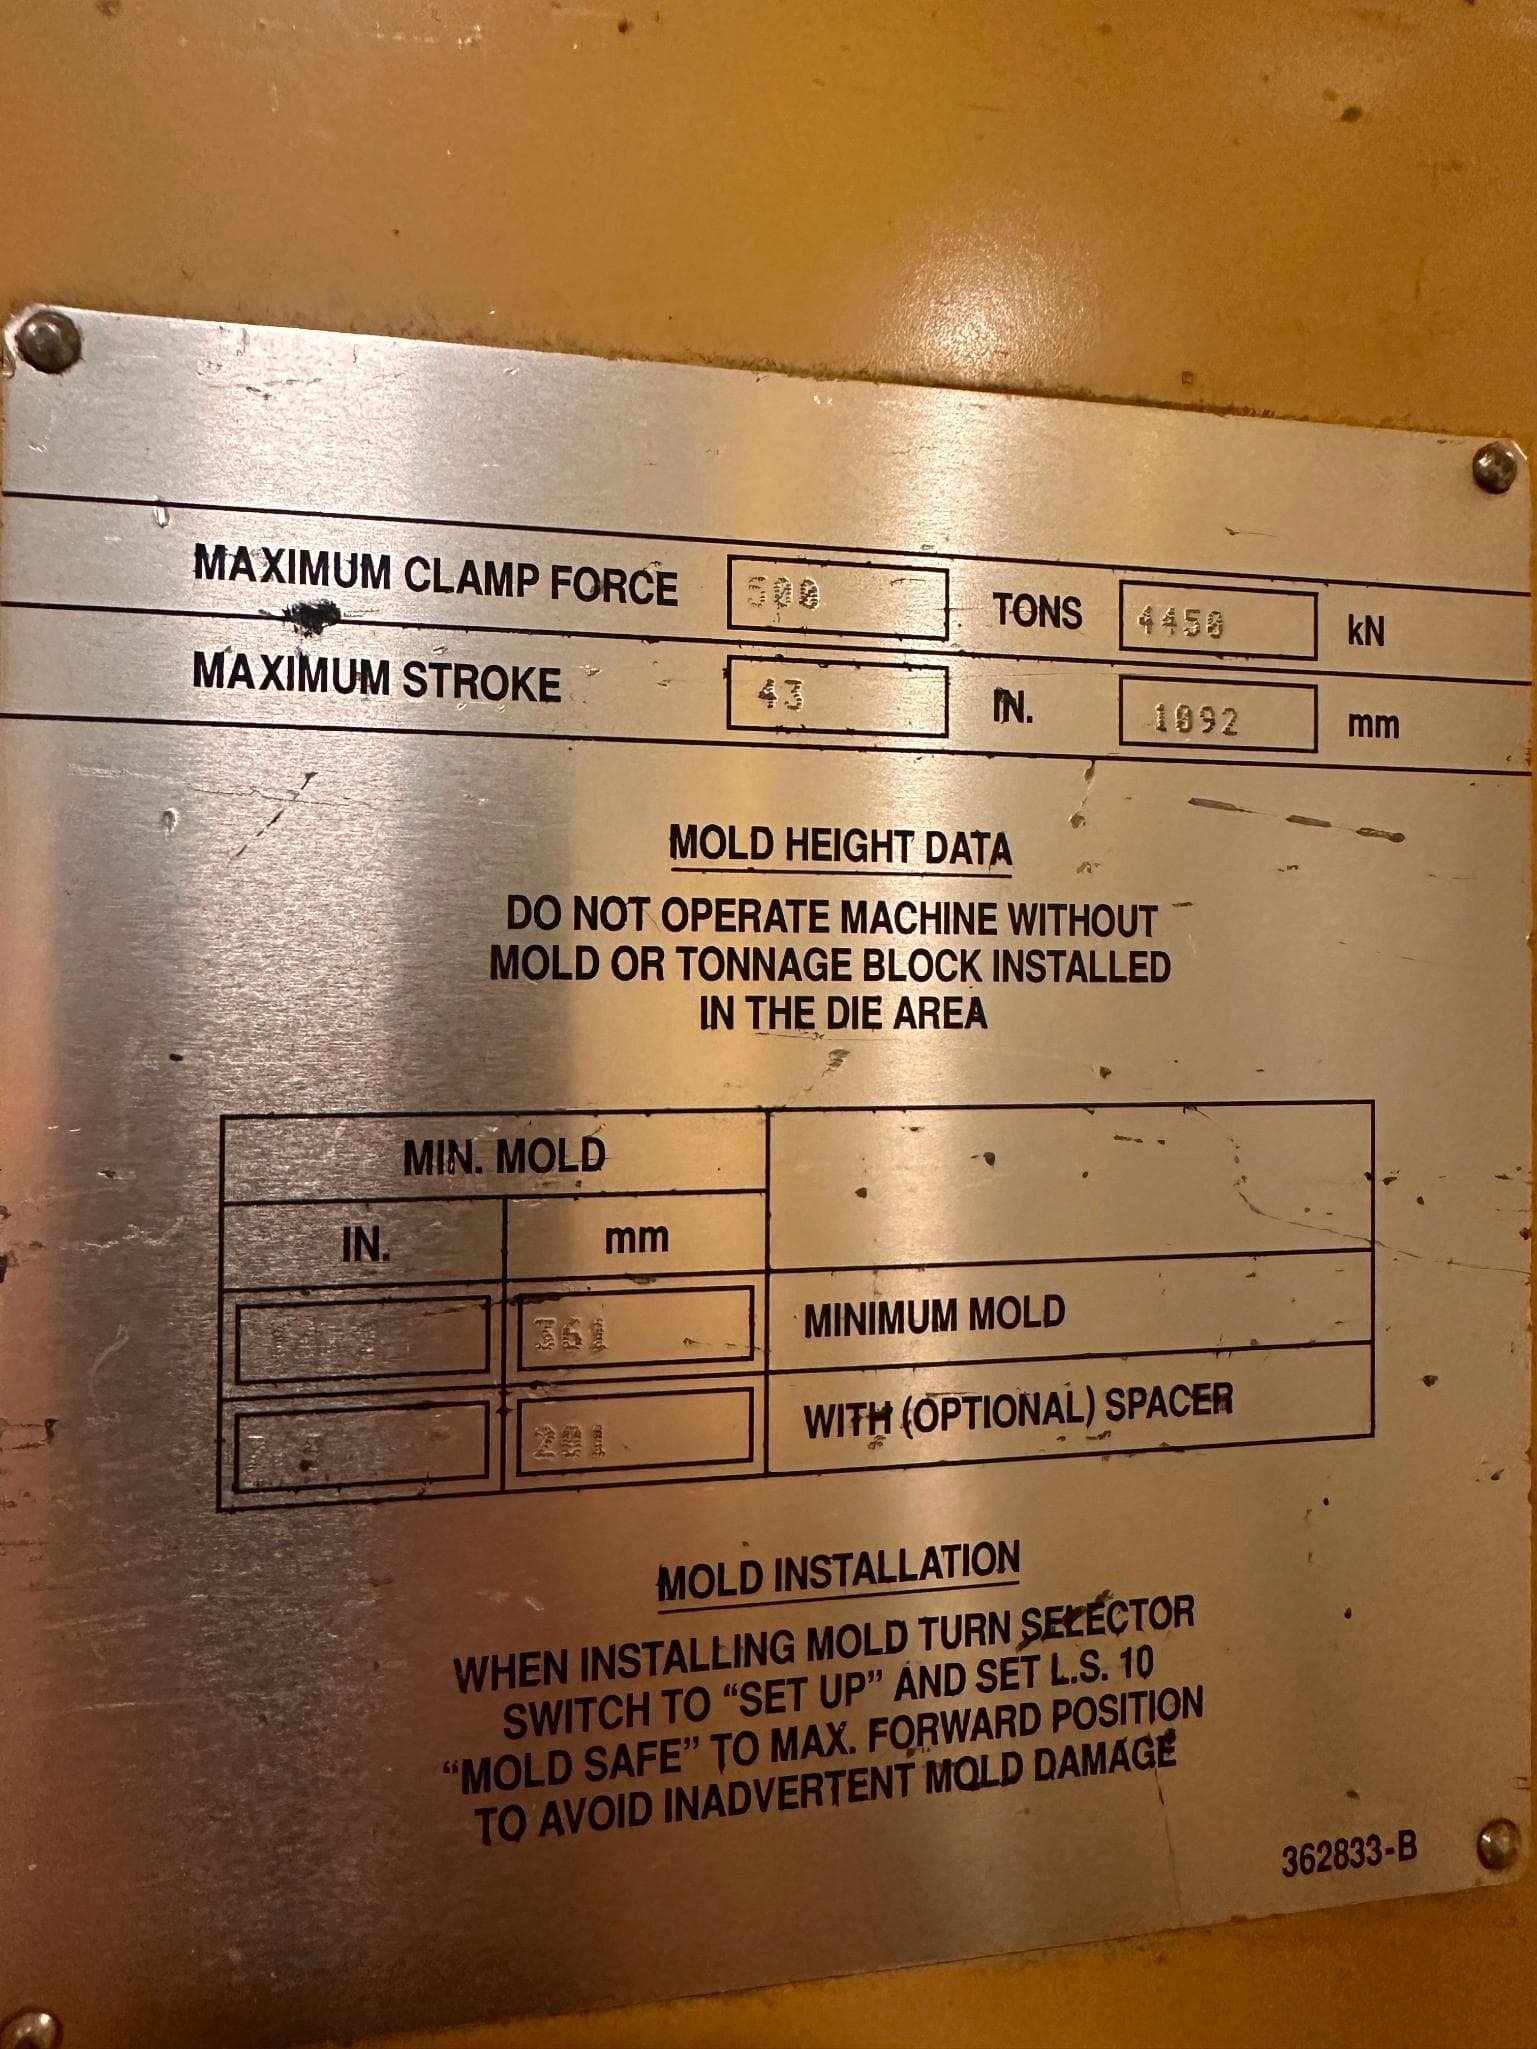 MAXIMUM CLAMP FORCE 500 TONS 4450 kN
MAXIMUM STROKE 43 IN. 1092 mm
MOLD HEIGHT DATA
DO NOT OPERATE MACHINE WITHOUT
MOLD OR TONNAGE BLOCK INSTALLED
IN THE DIE AREA
MIN. MOLD
IN. mm
MINIMUM MOLD
WITH (OPTIONAL) SPACER
MOLD INSTALLATION
WHEN INSTALLING MOLD TURN SELECTOR
SWITCH TO “SET UP” AND SET L.S. 10
“MOLD SAFE” TO MAX. FORWARD POSITION
TO AVOID INADVERTENT MOLD DAMAGE
362833-B